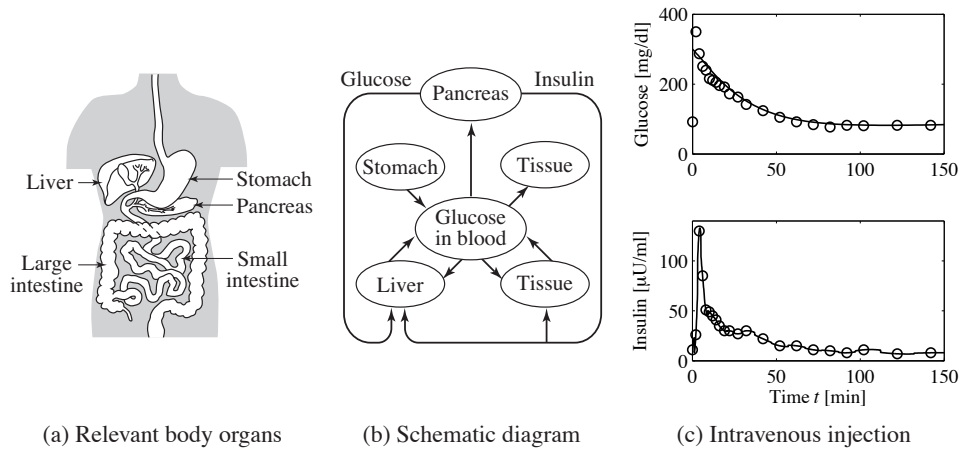 Liver
Stomach
Pancreas
Large
intestine
Small
intestine
(a) Relevant body organs
Glucose
Insulin
Pancreas
Stomach
Tissue
Glucose
in blood
Liver
Tissue
(b) Schematic diagram
Glucose [mg/dl]
400
200
0
0
50
100
150
Insulin [µU/ml]
100
50
0
0
50
100
150
Time t [min]
(c) Intravenous injection